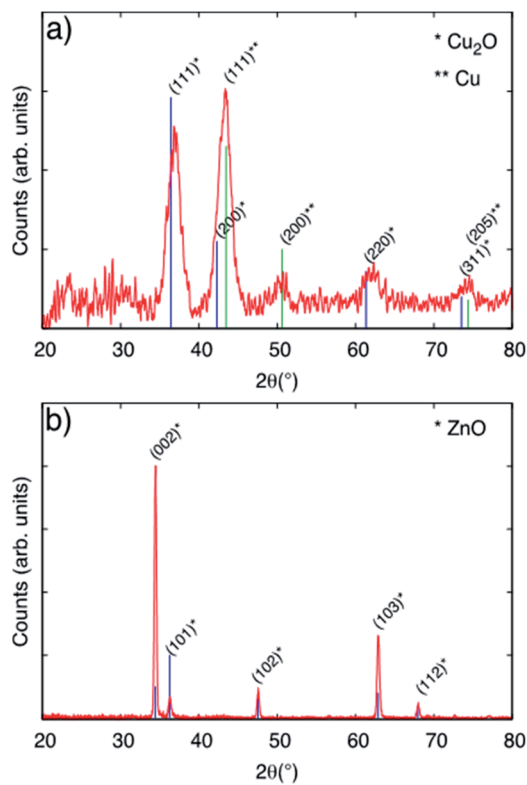 a)
* Cu₂O
** Cu
(111)*
(111)**
(200)*
(200)**
(220)*
(205)**
(311)*
Counts (arb. units)
20 30 40 50 60 70 80
2θ(°)
b)
* ZnO
(002)*
(101)*
(102)*
(103)*
(112)*
Counts (arb. units)
20 30 40 50 60 70 80
2θ(°)